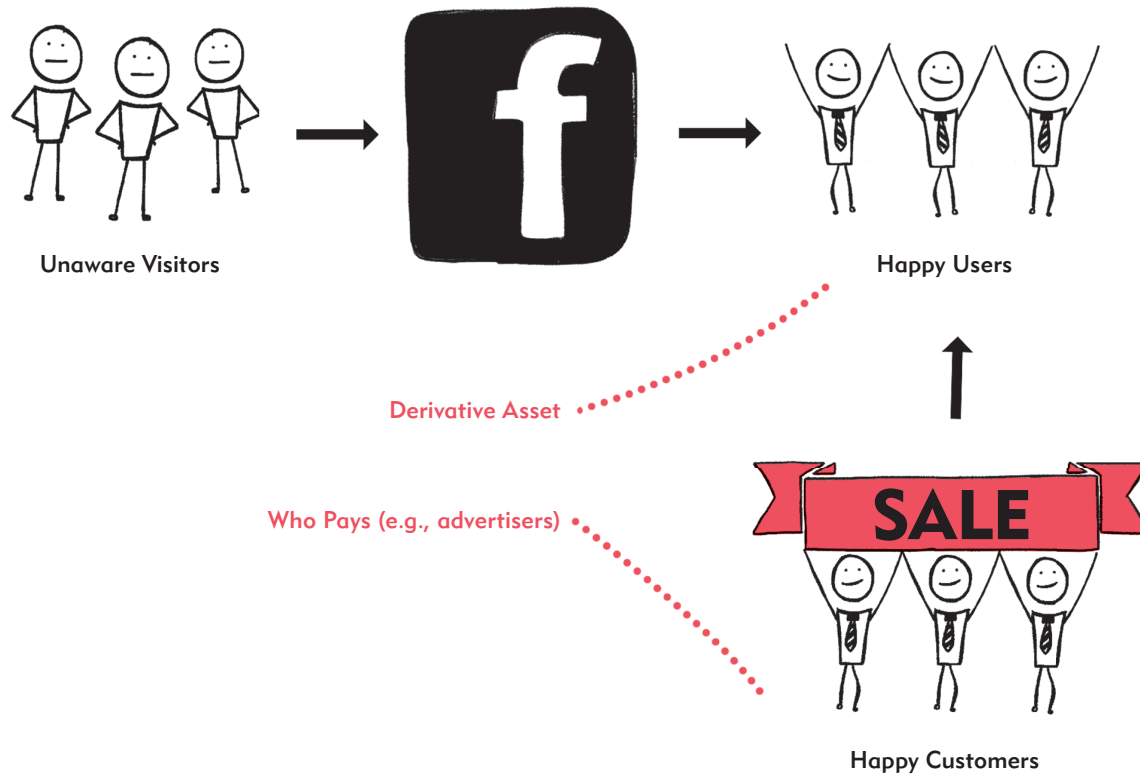 f
Unaware Visitors
Happy Users
Derivative Asset
Who Pays (e.g., advertisers)
SALE
Happy Customers